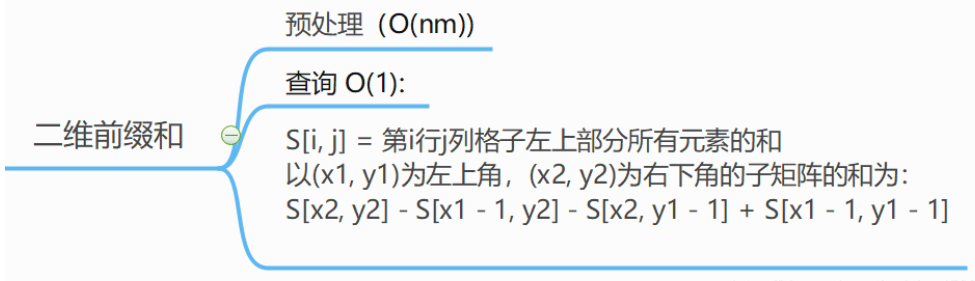 二维前缀和
预处理（O(nm))
查询 O(1):
S[i, j] = 第i行j列格子左上部分所有元素的和
以(x1, y1)为左上角，(x2, y2)为右下角的子矩阵的和为：
S[x2, y2] - S[x1 - 1, y2] - S[x2, y1 - 1] + S[x1 - 1, y1 - 1]